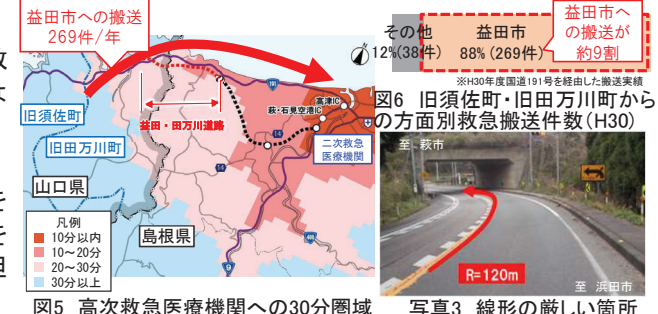 益田市への搬送
269件/年
旧須佐町
旧田万川町
山口県
島根県
益田・田万川道路
191
萩・石見空港IC
高津IC
14
14
9
二次救急
医療機関
凡例
10分以内
10～20分
20～30分
30分以上
図5 高次救急医療機関への30分圏域
その他
12%(38件)
益田市
88%(269件)
益田市へ
の搬送が
約9割
※H30年度国道191号を経由した搬送実績
図6 旧須佐町・旧田万川町から
の方面別救急搬送件数(H30)
至 萩市
R=120m
至 浜田市
写真3 線形の厳しい箇所
を
を